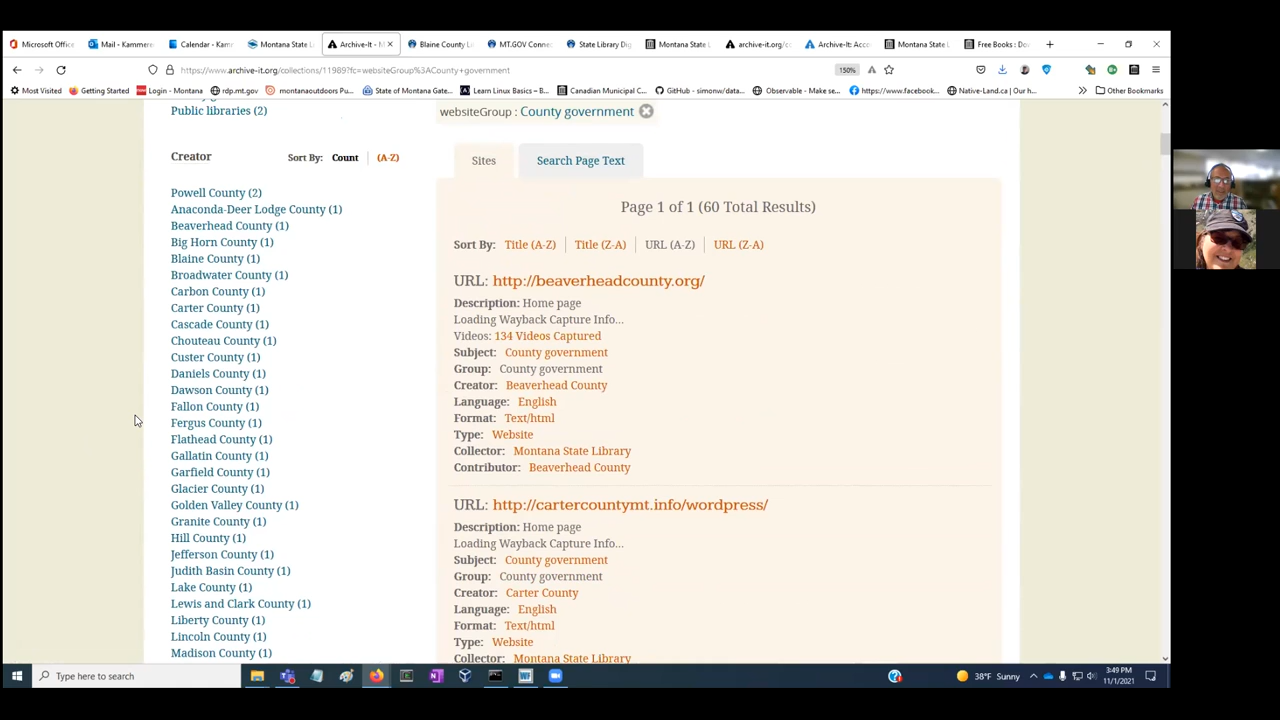 Microsoft Office
Mail - Kammere
Calendar - Kam
Montana State Li
Archive-It - M
Blaine County L
MT.GOV Conne
State Library Dig
Montana State L
archive-it.org/cc
Archive-It: Acco
Montana State L
Free Books : Do
https://www.archive-it.org/collections/11989?fc=websiteGroup%3ACounty+government
150%
Most Visited
Getting Started
Login - Montana
rdp.mt.gov
montanaoutdoors Pu...
State of Montana Gate...
Learn Linux Basics – B...
Canadian Municipal C...
GitHub - simonw/data...
Observable - Make se...
https://www.facebook...
Native-Land.ca | Our h...
Other Bookmarks
Public libraries (2)
websiteGroup : County government
Creator
Sort By: Count | (A-Z)
Powell County (2)
Anaconda-Deer Lodge County (1)
Beaverhead County (1)
Big Horn County (1)
Blaine County (1)
Broadwater County (1)
Carbon County (1)
Carter County (1)
Cascade County (1)
Chouteau County (1)
Custer County (1)
Daniels County (1)
Dawson County (1)
Fallon County (1)
Fergus County (1)
Flathead County (1)
Gallatin County (1)
Garfield County (1)
Glacier County (1)
Golden Valley County (1)
Granite County (1)
Hill County (1)
Jefferson County (1)
Judith Basin County (1)
Lake County (1)
Lewis and Clark County (1)
Liberty County (1)
Lincoln County (1)
Madison County (1)
Sites
Search Page Text
Page 1 of 1 (60 Total Results)
Sort By: Title (A-Z) | Title (Z-A) | URL (A-Z) | URL (Z-A)
URL: http://beaverheadcounty.org/
Description: Home page
Loading Wayback Capture Info...
Videos: 134 Videos Captured
Subject: County government
Group: County government
Creator: Beaverhead County
Language: English
Format: Text/html
Type: Website
Collector: Montana State Library
Contributor: Beaverhead County
URL: http://cartercountymt.info/wordpress/
Description: Home page
Loading Wayback Capture Info...
Subject: County government
Group: County government
Creator: Carter County
Language: English
Format: Text/html
Type: Website
Collector: Montana State Library
Type here to search
38°F Sunny
3:49 PM
11/1/2021